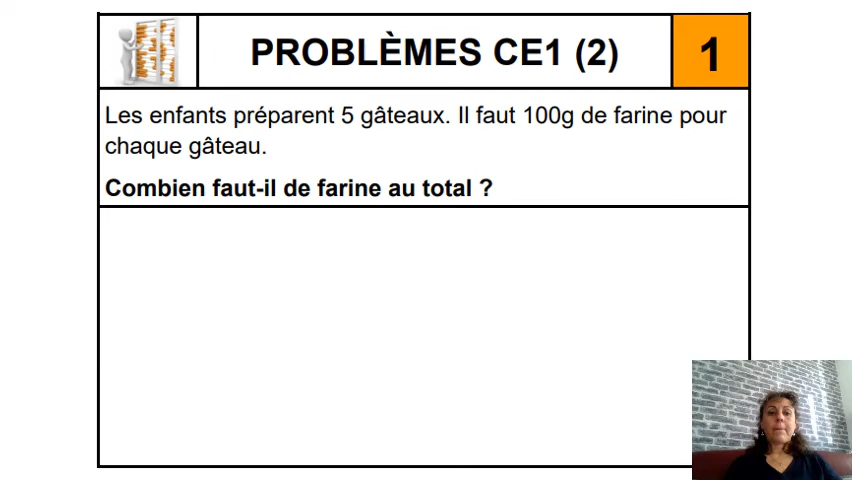 PROBLÈMES CE1 (2)
1
Les enfants préparent 5 gâteaux. Il faut 100g de farine pour
chaque gâteau.
Combien faut-il de farine au total ?